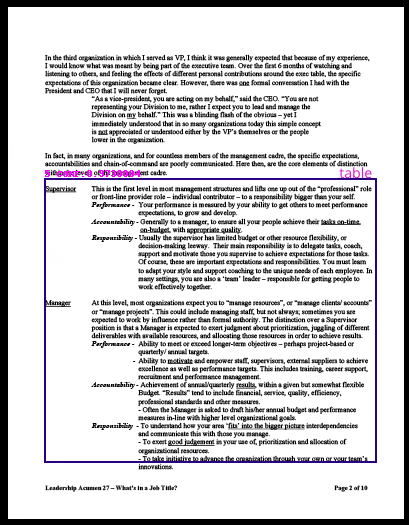 In the third organization in which I served as VP, I think it was generally expected that because of my experience,
I would know what was meant by being part of the executive team. Over the first 6 months of watching and
listening to others, and feeling the effects of different personal contributions around the exec table, the specific
expectations of this organization became clear. However, there was one formal conversation I had with the
President and CEO that I will never forget.
"As a vice-president, you are acting on my behalf," said the CEO. "You are not
representing your Division to me, rather I expect you to lead and manage the
Division on my behalf." This was a blinding flash of the obvious – yet I
immediately understood that in so many organizations today this simple concept
is not appreciated or understood either by the VP's themselves or the people
lower in the organization.
In fact, in many organizations, and for countless members of the management cadre, the specific expectations,
accountabilities and chain-of-command are poorly communicated. Here then, are the core elements of distinction
cadre.
table
Supervisor This is the first level in most management structures and lifts one up out of the "professional" role
or front-line provider role – individual contributor – to a responsibility bigger than your self.
Performance - Your performance is measured by your ability to get others to meet performance
expectations, to grow and develop.
Accountability - Generally to a manager, to ensure all your people achieve their tasks on-time,
on-budget, with appropriate quality.
Responsibility - Usually the supervisor has limited budget or other resource flexibility, or
decision-making leeway. Their main responsibility is to delegate tasks, coach,
support and motivate those you supervise to achieve expectations for those tasks.
Of course, these are important expectations and responsibilities. You must learn
to adapt your style and support coaching to the unique needs of each employee. In
many settings, you are also a 'team' leader – responsible for getting people to
work effectively together.
Manager At this level, most organizations expect you to "manage resources", or "manage clients/ accounts"
or "manage projects". This could include managing staff, but not always; sometimes you are
expected to work by influence rather than formal authority. The distinction over a Supervisor
position is that a Manager is expected to exert judgment about prioritization, juggling of different
deliverables with available resources, and allocating those resources in order to achieve results.
Performance - Ability to meet or exceed longer-term objectives – perhaps project-based or
quarterly/ annual targets.
- Ability to motivate and empower staff, supervisors, external suppliers to achieve
excellence as well as performance targets. This includes training, career support,
recruitment and performance management.
Accountability - Achievement of annual/quarterly results, within a given but somewhat flexible
Budget. "Results" tend to include financial, service, quality, efficiency,
professional standards and other measures.
- Often the Manager is asked to draft his/her annual budget and performance
measures in-line with higher level organizational goals.
Responsibility - To understand how your area 'fits' into the bigger picture interdependencies
and communicate this with those you manage.
- To exert good judgement in your use of, prioritization and allocation of
organizational resources.
- To take initiative to advance the organization through your own or your team's
innovations.
Leadership Acumen 27 – What's in a Job Title? Page 2 of 10